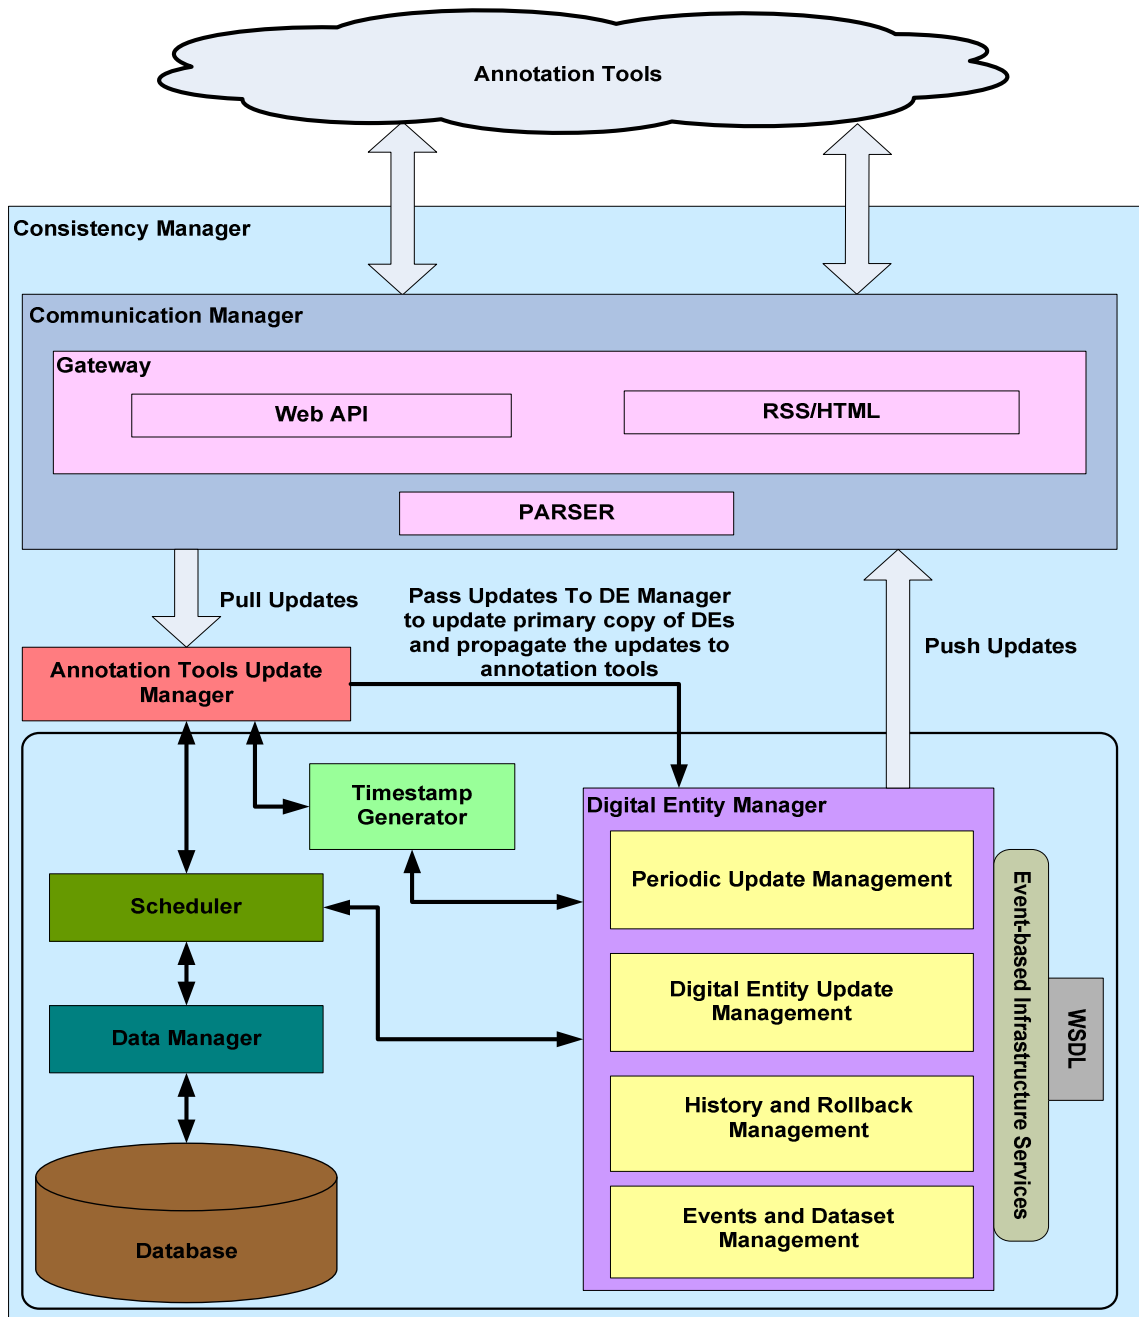 Annotation Tools
Consistency Manager
Communication Manager
Gateway
Web API
RSS/HTML
PARSER
Pull Updates
Pass Updates To DE Manager
to update primary copy of DEs
and propagate the updates to
annotation tools
Push Updates
Annotation Tools Update
Manager
Timestamp
Generator
Digital Entity Manager
Periodic Update Management
Scheduler
Digital Entity Update
Management
Data Manager
History and Rollback
Management
Events and Dataset
Management
Database
Event-based Infrastructure Services
WSDL